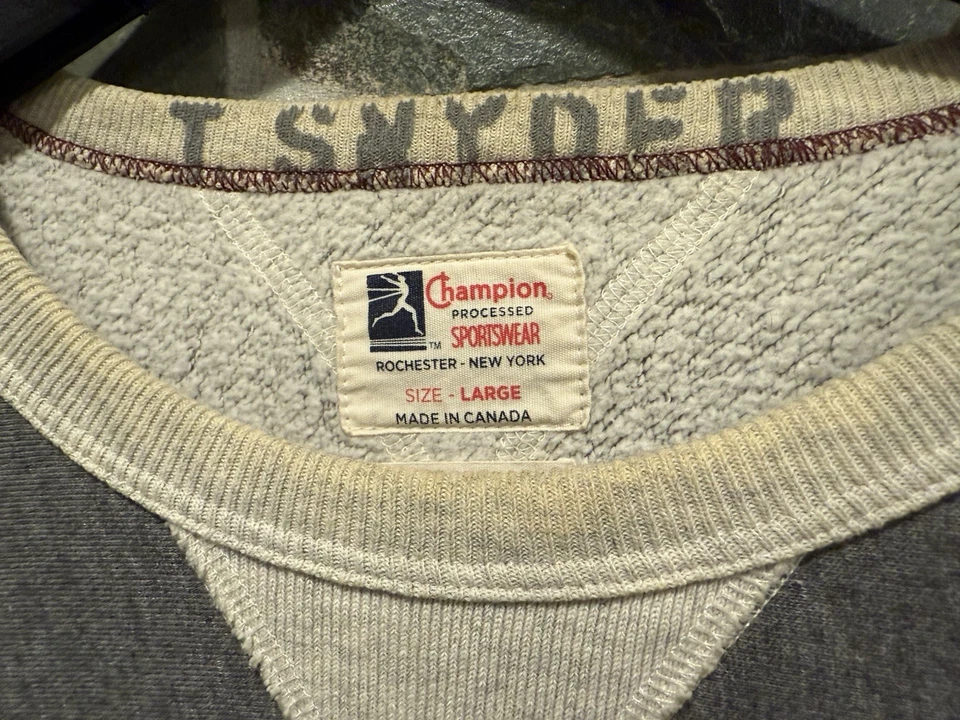 T SNYDER
Champion
PROCESSED
SPORTSWEAR
TM
ROCHESTER - NEW YORK
SIZE - LARGE
MADE IN CANADA